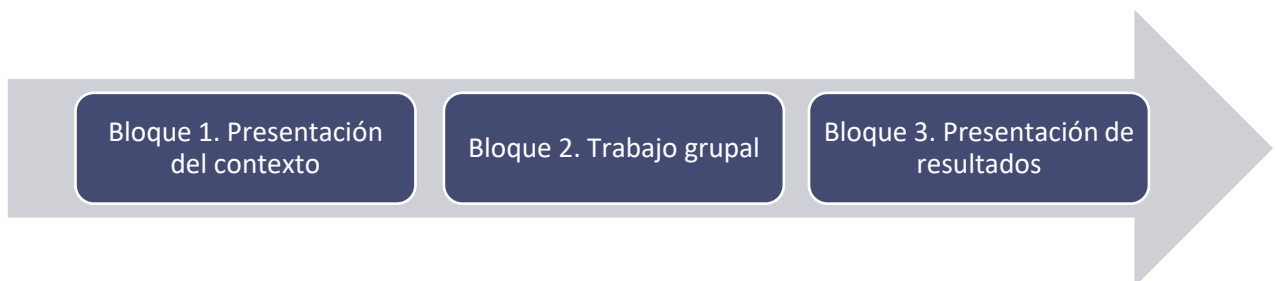 Bloque 1. Presentación
del contexto
Bloque 2. Trabajo grupal
Bloque 3. Presentación de
resultados